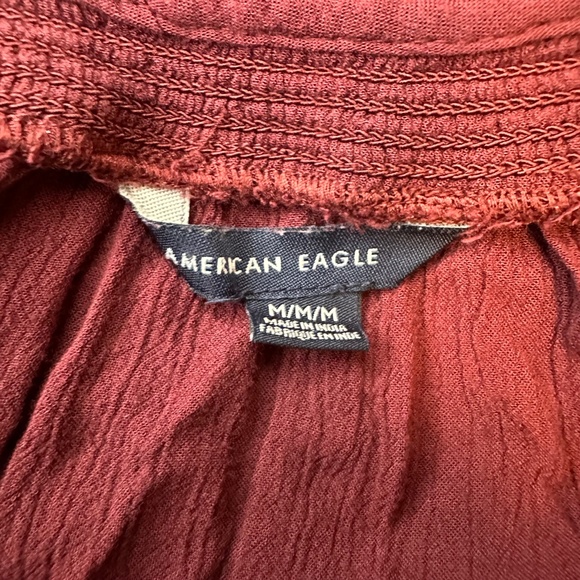 AMERICAN EAGLE
M/M/M
MADE IN INDIA
FABRIQUE EN INDE